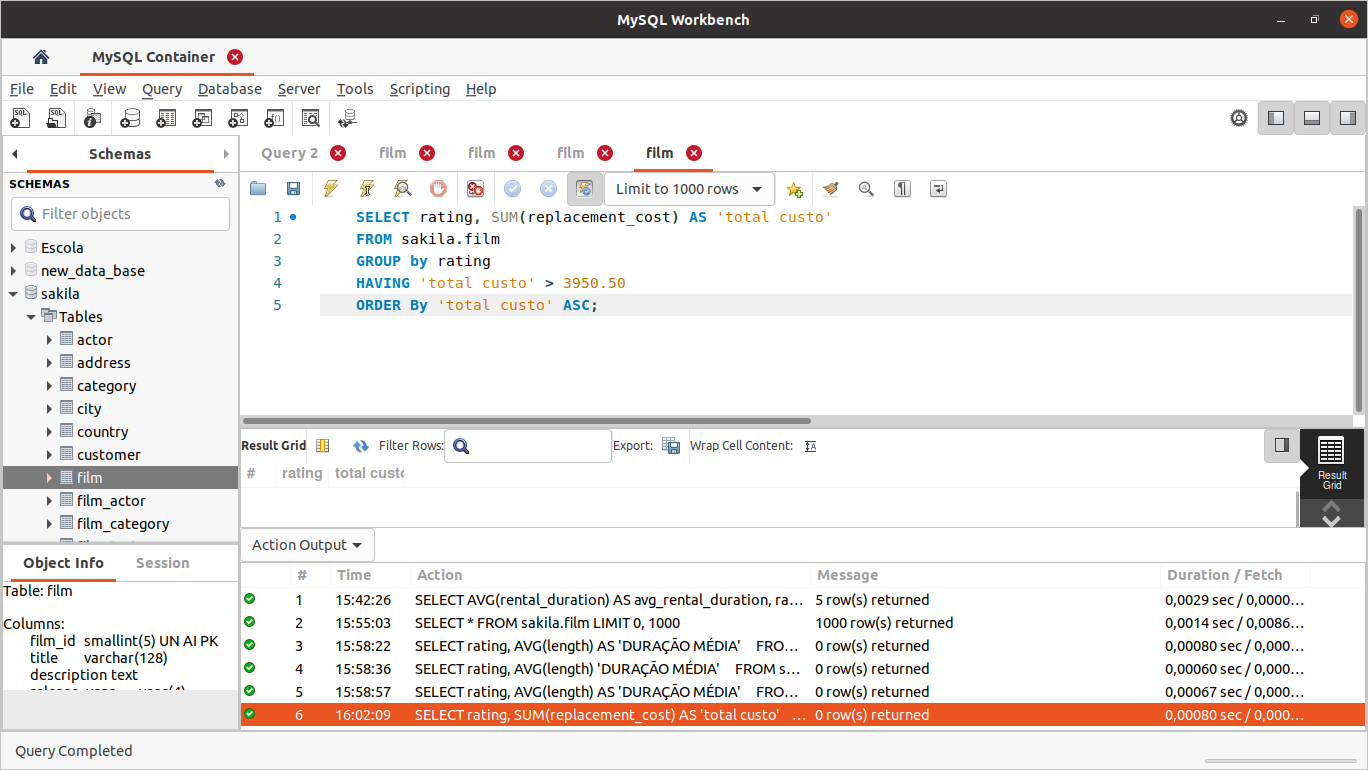 MySQL Workbench
MySQL Container
File Edit View Query Database Server Tools Scripting Help
Schemas
Query 2 film film film film
SCHEMAS
Limit to 1000 rows
Filter objects
1 SELECT rating, SUM(replacement_cost) AS 'total custo'
2 FROM sakila.film
3 GROUP by rating
4 HAVING 'total custo' > 3950.50
5 ORDER By 'total custo' ASC;
Escola
new_data_base
sakila
Tables
actor
address
category
city
country
customer
film
film_actor
film_category
Result Grid Filter Rows: Export: Wrap Cell Content:
# rating total custo
Result
Grid
Object Info Session
Table: film
Columns:
film_id smallint(5) UN AI PK
title varchar(128)
description text
Action Output
# Time Action Message Duration / Fetch
1 15:42:26 SELECT AVG(rental_duration) AS avg_rental_duration, ra... 5 row(s) returned 0,0029 sec / 0,0000...
2 15:55:03 SELECT * FROM sakila.film LIMIT 0, 1000 1000 row(s) returned 0,0014 sec / 0,0086...
3 15:58:22 SELECT rating, AVG(length) AS 'DURAÇÃO MÉDIA' FRO... 0 row(s) returned 0,00080 sec / 0,000...
4 15:58:36 SELECT rating, AVG(length) 'DURAÇÃO MÉDIA' FROM s... 0 row(s) returned 0,00060 sec / 0,000...
5 15:58:57 SELECT rating, AVG(length) AS 'DURAÇÃO MÉDIA' FRO... 0 row(s) returned 0,00067 sec / 0,000...
6 16:02:09 SELECT rating, SUM(replacement_cost) AS 'total custo' ... 0 row(s) returned 0,00080 sec / 0,000...
Query Completed